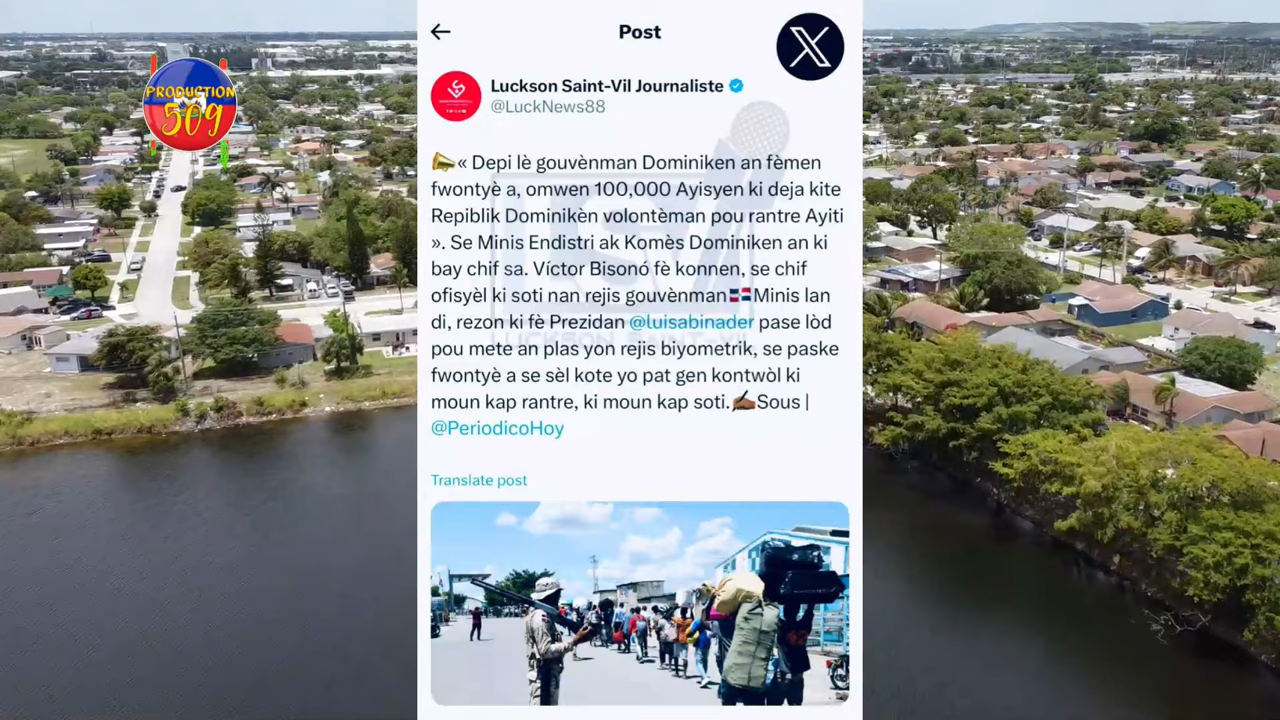 PRODUCTION
509
Post
Luckson Saint-Vil Journaliste
@LuckNews88
« Depi lè gouvènman Dominiken an fèmen
fwontyè a, omwen 100,000 Ayisyen ki deja kite
Repiblik Dominikèn volontèman pou rantre Ayiti
». Se Minis Endistri ak Komès Dominiken an ki
bay chif sa. Víctor Bisonó fè konnen, se chif
ofisyèl ki soti nan rejis gouvènman🇩🇴Minis lan
di, rezon ki fè Prezidan @luisabinader pase lòd
pou mete an plas yon rejis biyometrik, se paske
fwontyè a se sèl kote yo pat gen kontwòl ki
moun kap rantre, ki moun kap soti.✍🏾Sous |
@PeriodicoHoy
LUCKSON SAINT-VIL
Translate post